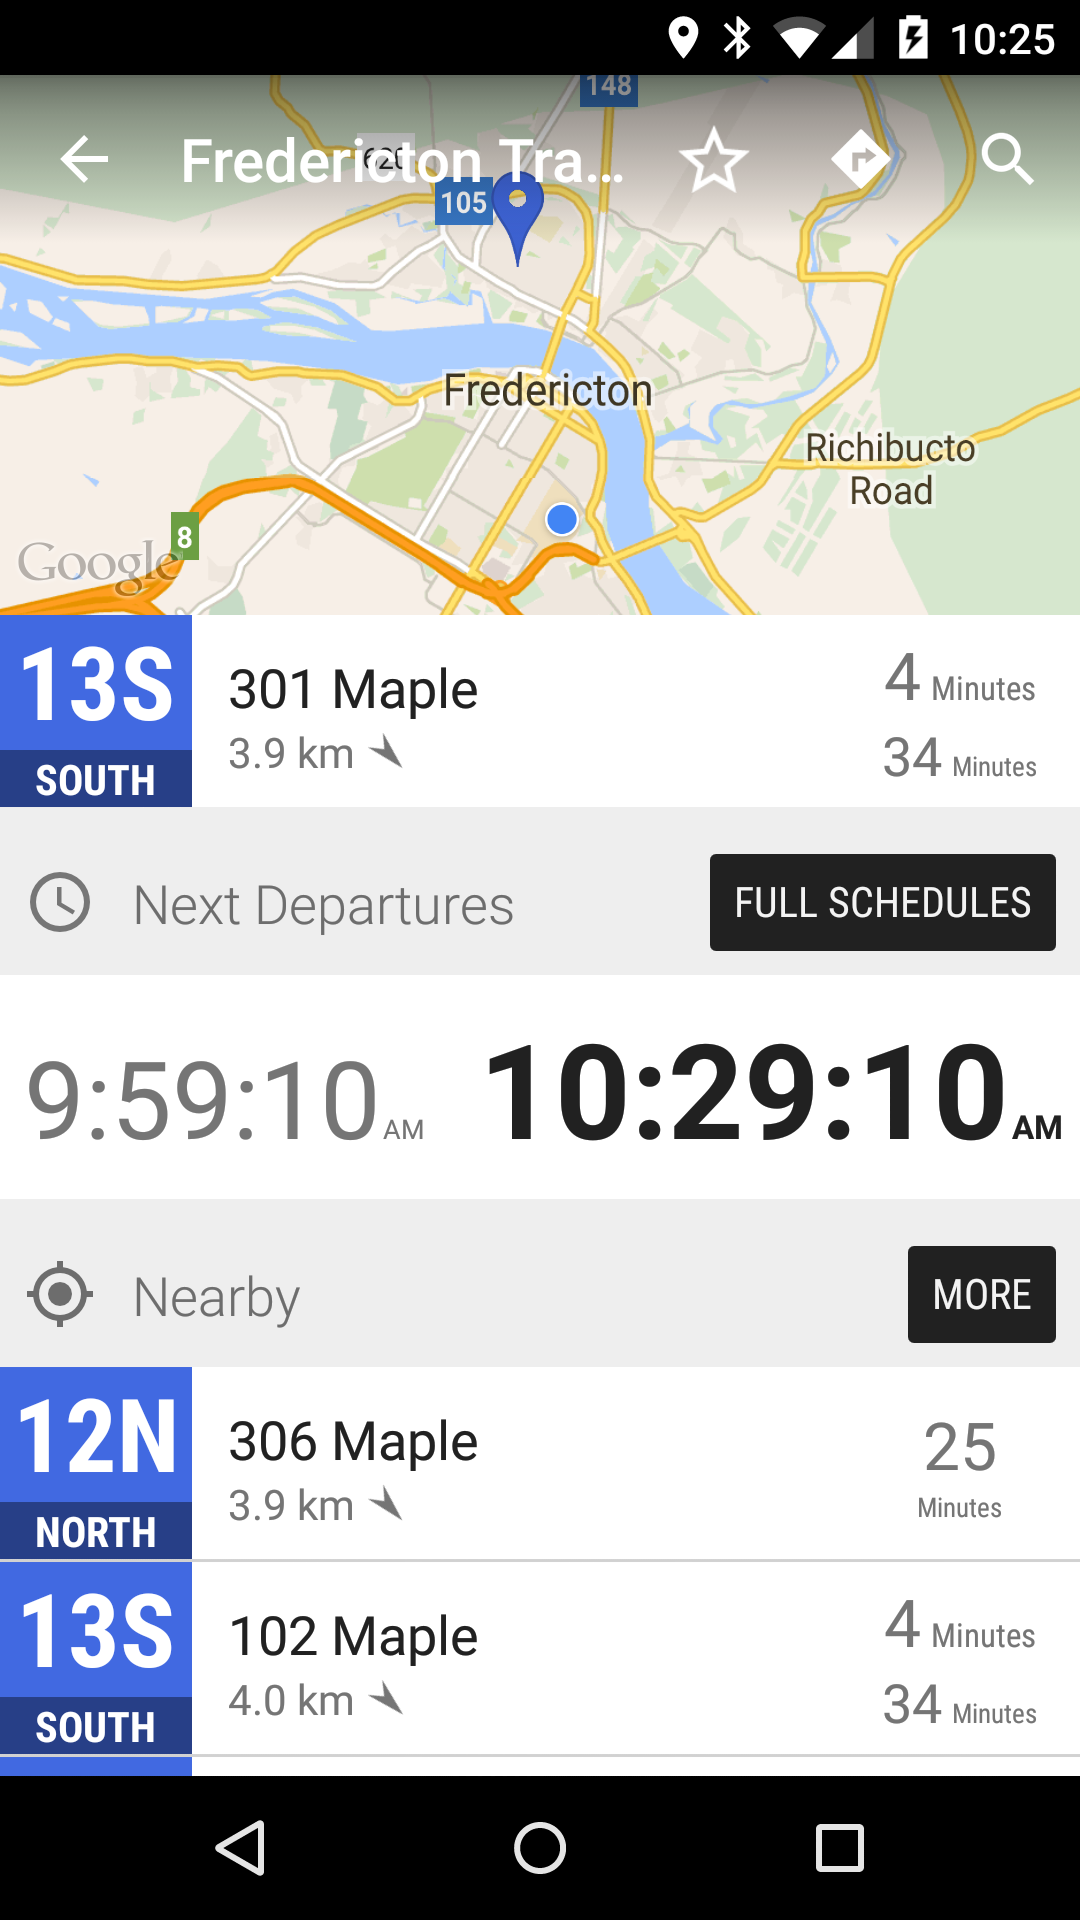 10:25
148
Fredericton Tra...
620
105
Fredericton
Richibucto
Road
8
Google
13S
SOUTH
301 Maple
3.9 km
4 Minutes
34 Minutes
Next Departures
FULL SCHEDULES
9:59:10 AM
10:29:10 AM
Nearby
MORE
12N
NORTH
306 Maple
3.9 km
25
Minutes
13S
SOUTH
102 Maple
4.0 km
4 Minutes
34 Minutes